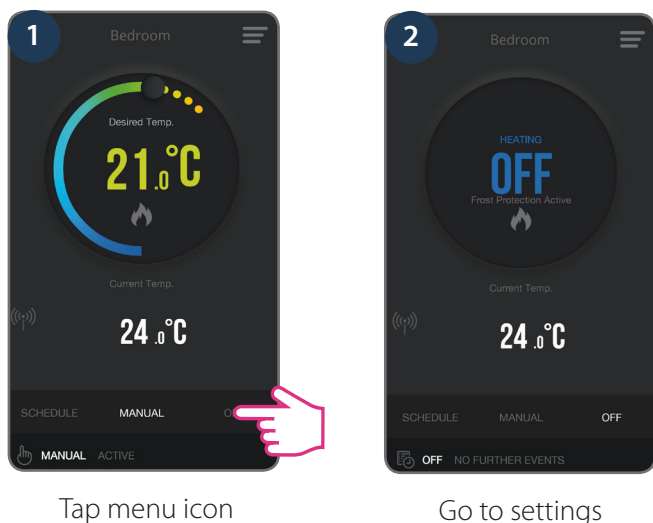 1
Bedroom
Desired Temp.
21.0°C
Current Temp.
24.0°C
SCHEDULE MANUAL
MANUAL ACTIVE
Tap menu icon
2
Bedroom
HEATING
OFF
Frost Protection Active
Current Temp.
24.0°C
SCHEDULE MANUAL OFF
OFF NO FURTHER EVENTS
Go to settings